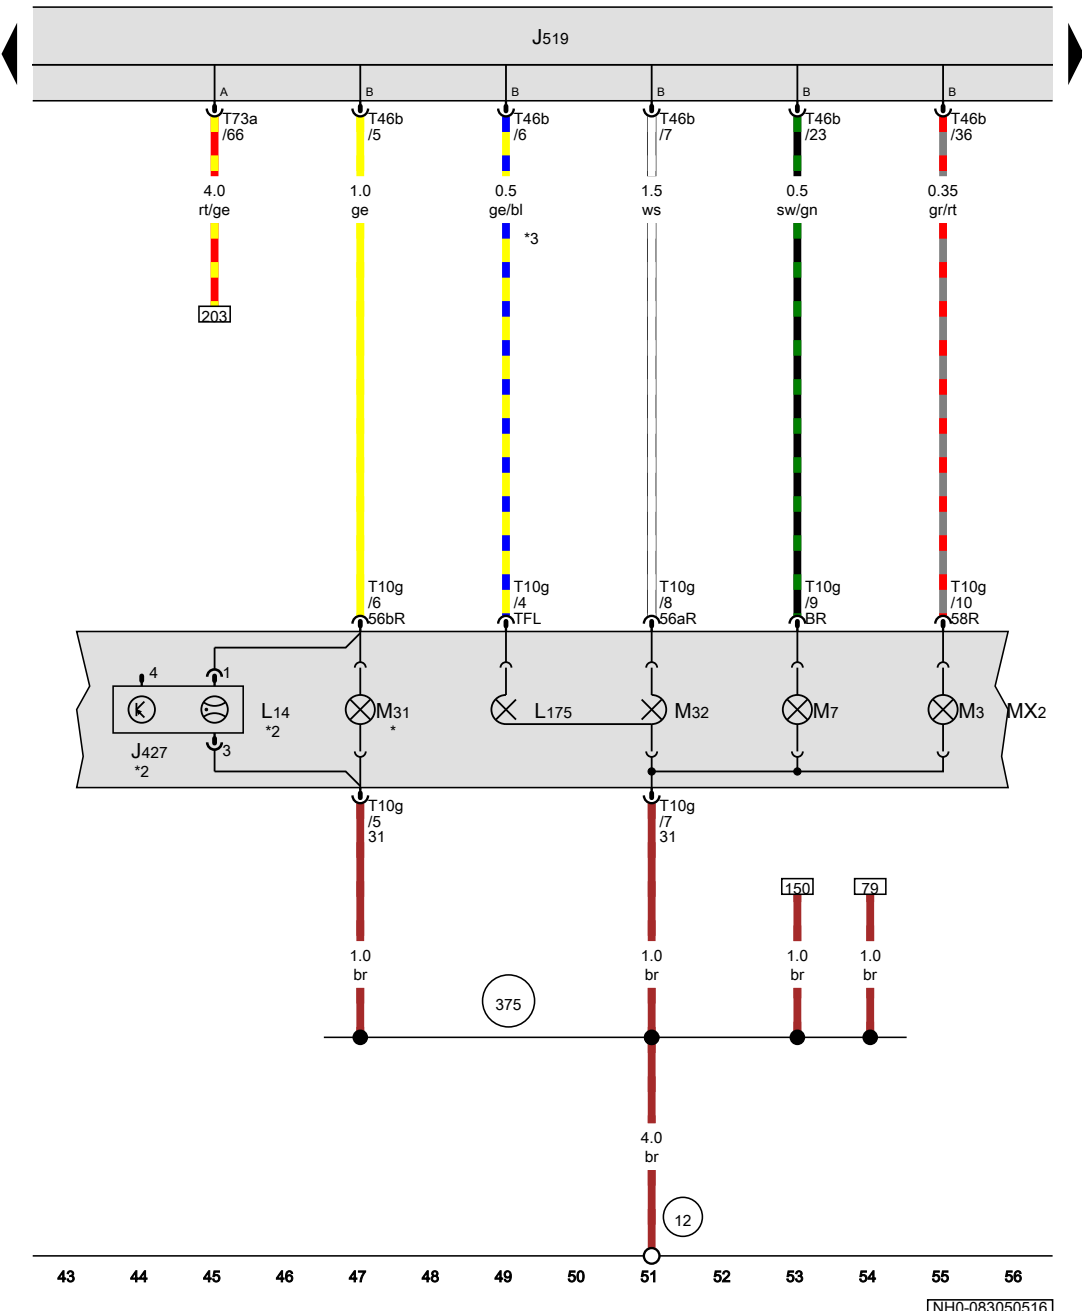 J519
A B B B B B
T73a T46b T46b T46b T46b T46b
/66 /5 /6 /7 /23 /36
4.0 1.0 0.5 1.5 0.5 0.35
rt/ge ge ge/bl ws sw/gn gr/rt
*3
203
T10g T10g T10g T10g T10g
/6 /4 /8 /9 /10
56bR TFL 56aR BR 58R
4 1
L14 M31 L175 M32 M7 M3 MX2
*2 *
J427 3
*2
T10g T10g
/5 /7
31 31
150 79
1.0 1.0 1.0 1.0
br br br br
375
4.0
br
12
43 44 45 46 47 48 49 50 51 52 53 54 55 56
NH0-083050516